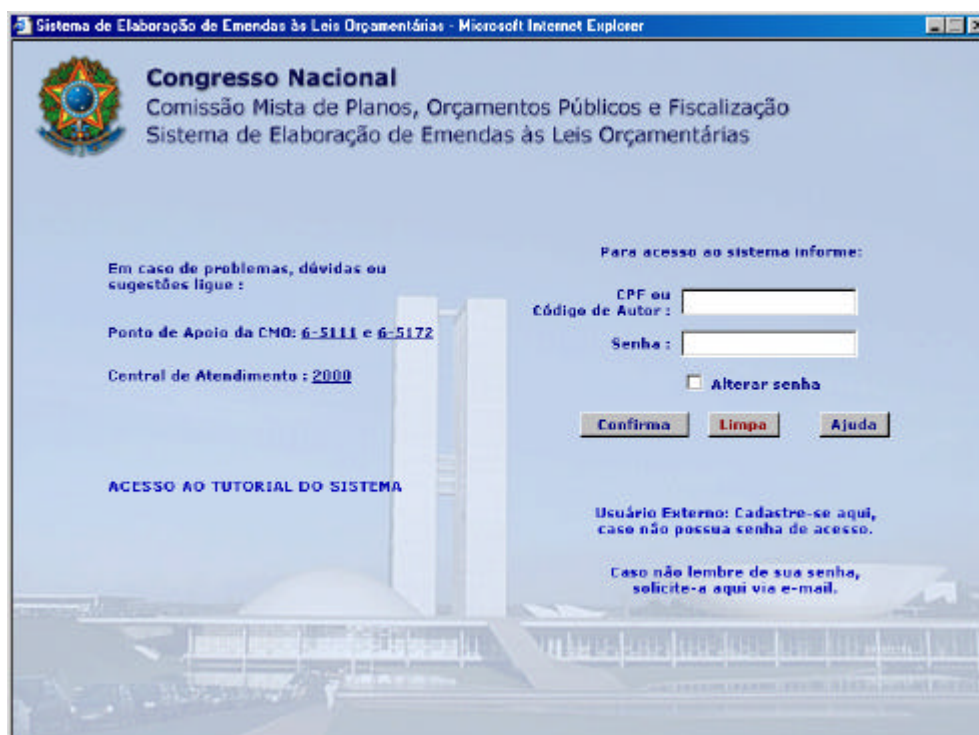 Sistema de Elaboração de Emendas às Leis Orçamentárias - Microsoft Internet Explorer
Congresso Nacional
Comissão Mista de Planos, Orçamentos Públicos e Fiscalização
Sistema de Elaboração de Emendas às Leis Orçamentárias
Em caso de problemas, dúvidas ou
sugestões ligue :
Ponto de Apoio da CMO: 6-5111 e 6-5172
Central de Atendimento : 2000
ACESSO AO TUTORIAL DO SISTEMA
Para acesso ao sistema informe:
CPF ou
Código de Autor :
Senha :
Alterar senha
Confirma
Limpa
Ajuda
Usuário Externo: Cadastre-se aqui,
caso não possua senha de acesso.
Caso não lembre de sua senha,
solicite-a aqui via e-mail.